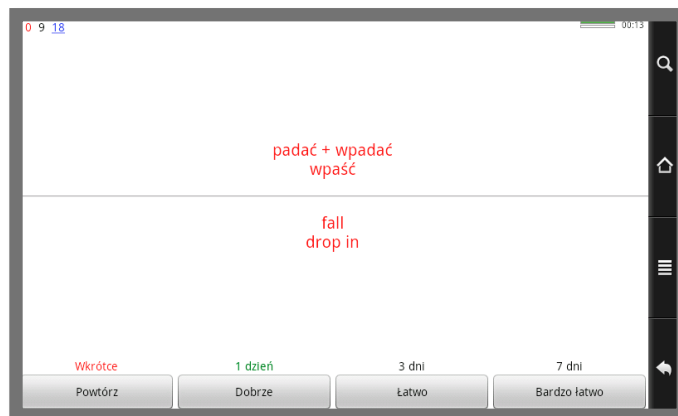 0 9 18
00:13
padać + wpadać
wpaść
fall
drop in
Wkrótce 1 dzień 3 dni 7 dni
Powtórz Dobrze Łatwo Bardzo łatwo